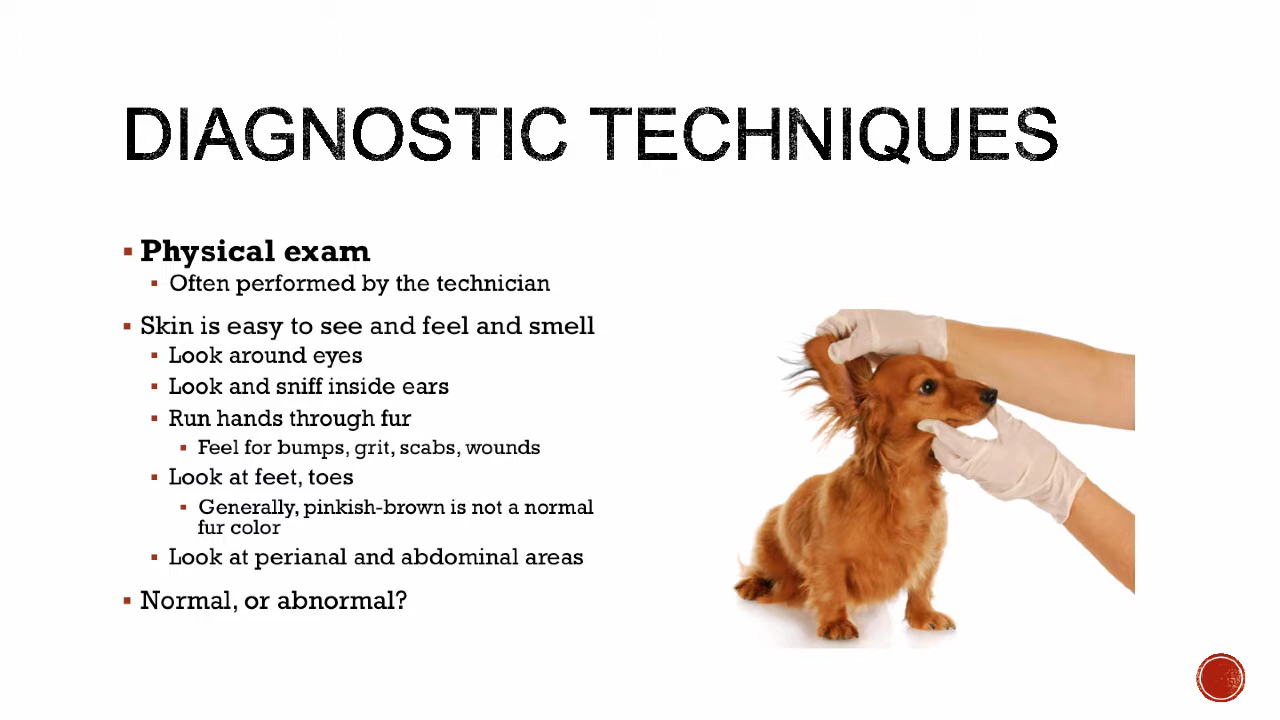 DIAGNOSTIC TECHNIQUES
Physical exam
Often performed by the technician
Skin is easy to see and feel and smell
Look around eyes
Look and sniff inside ears
Run hands through fur
Feel for bumps, grit, scabs, wounds
Look at feet, toes
Generally, pinkish-brown is not a normal
fur color
Look at perianal and abdominal areas
Normal, or abnormal?